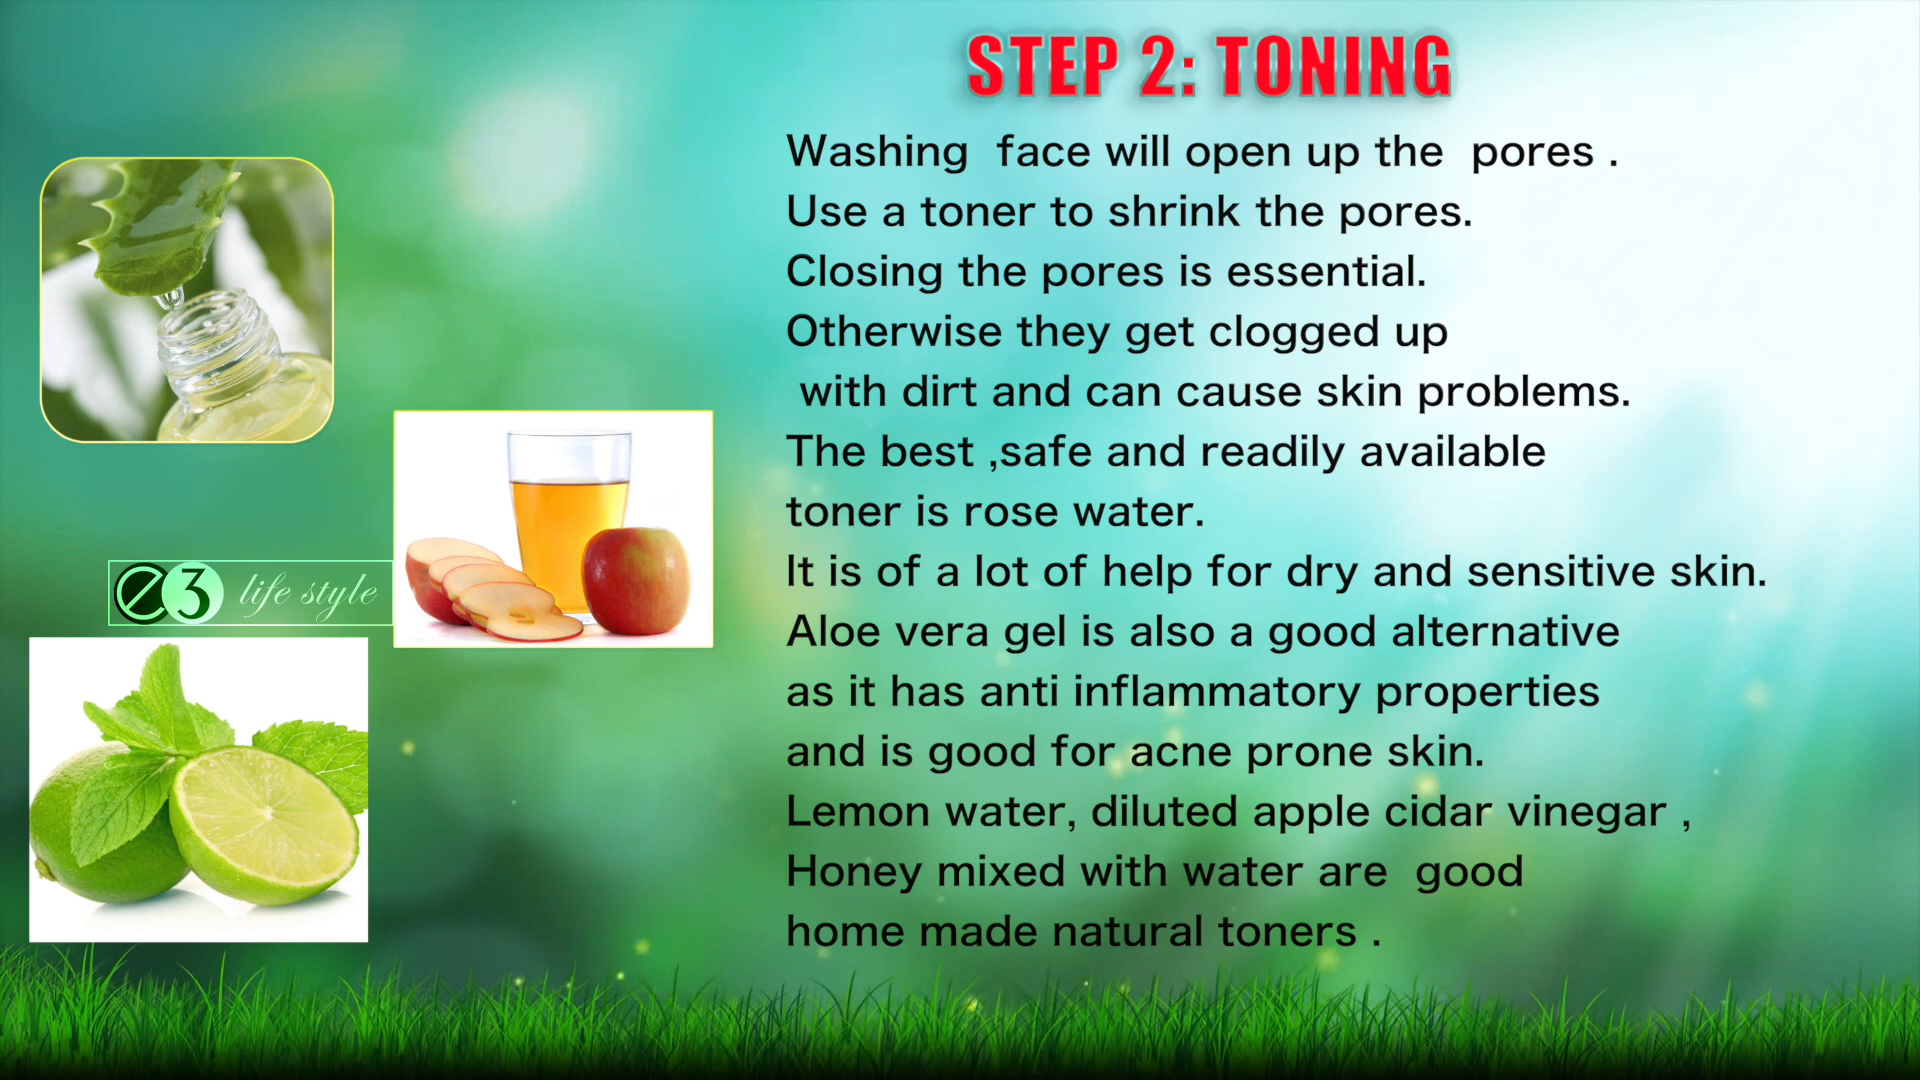 STEP 2: TONING
Washing face will open up the pores .
Use a toner to shrink the pores.
Closing the pores is essential.
Otherwise they get clogged up
with dirt and can cause skin problems.
The best ,safe and readily available
toner is rose water.
It is of a lot of help for dry and sensitive skin.
Aloe vera gel is also a good alternative
as it has anti inflammatory properties
and is good for acne prone skin.
Lemon water, diluted apple cidar vinegar ,
Honey mixed with water are good
home made natural toners .
e3 life style